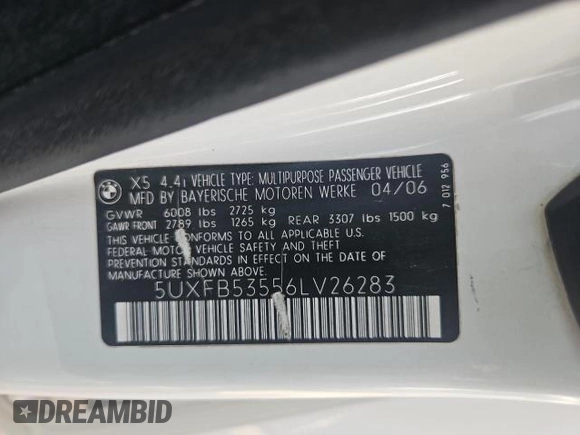 BMW
X5 4.4i VEHICLE TYPE: MULTIPURPOSE PASSENGER VEHICLE
MFD BY BAYERISCHE MOTOREN WERKE 04/06
GVWR 6008 lbs 2725 kg
GAWR FRONT 2789 lbs 1265 kg REAR 3307 lbs 1500 kg
THIS VEHICLE CONFORMS TO ALL APPLICABLE
FEDERAL MOTOR VEHICLE SAFETY AND THEFT
PREVENTION STANDARDS IN EFFECT ON THE
DATE OF MANUFACTURE SHOWN ABOVE.
5UXFB53556LV26283
7 012 956
DREAMBID